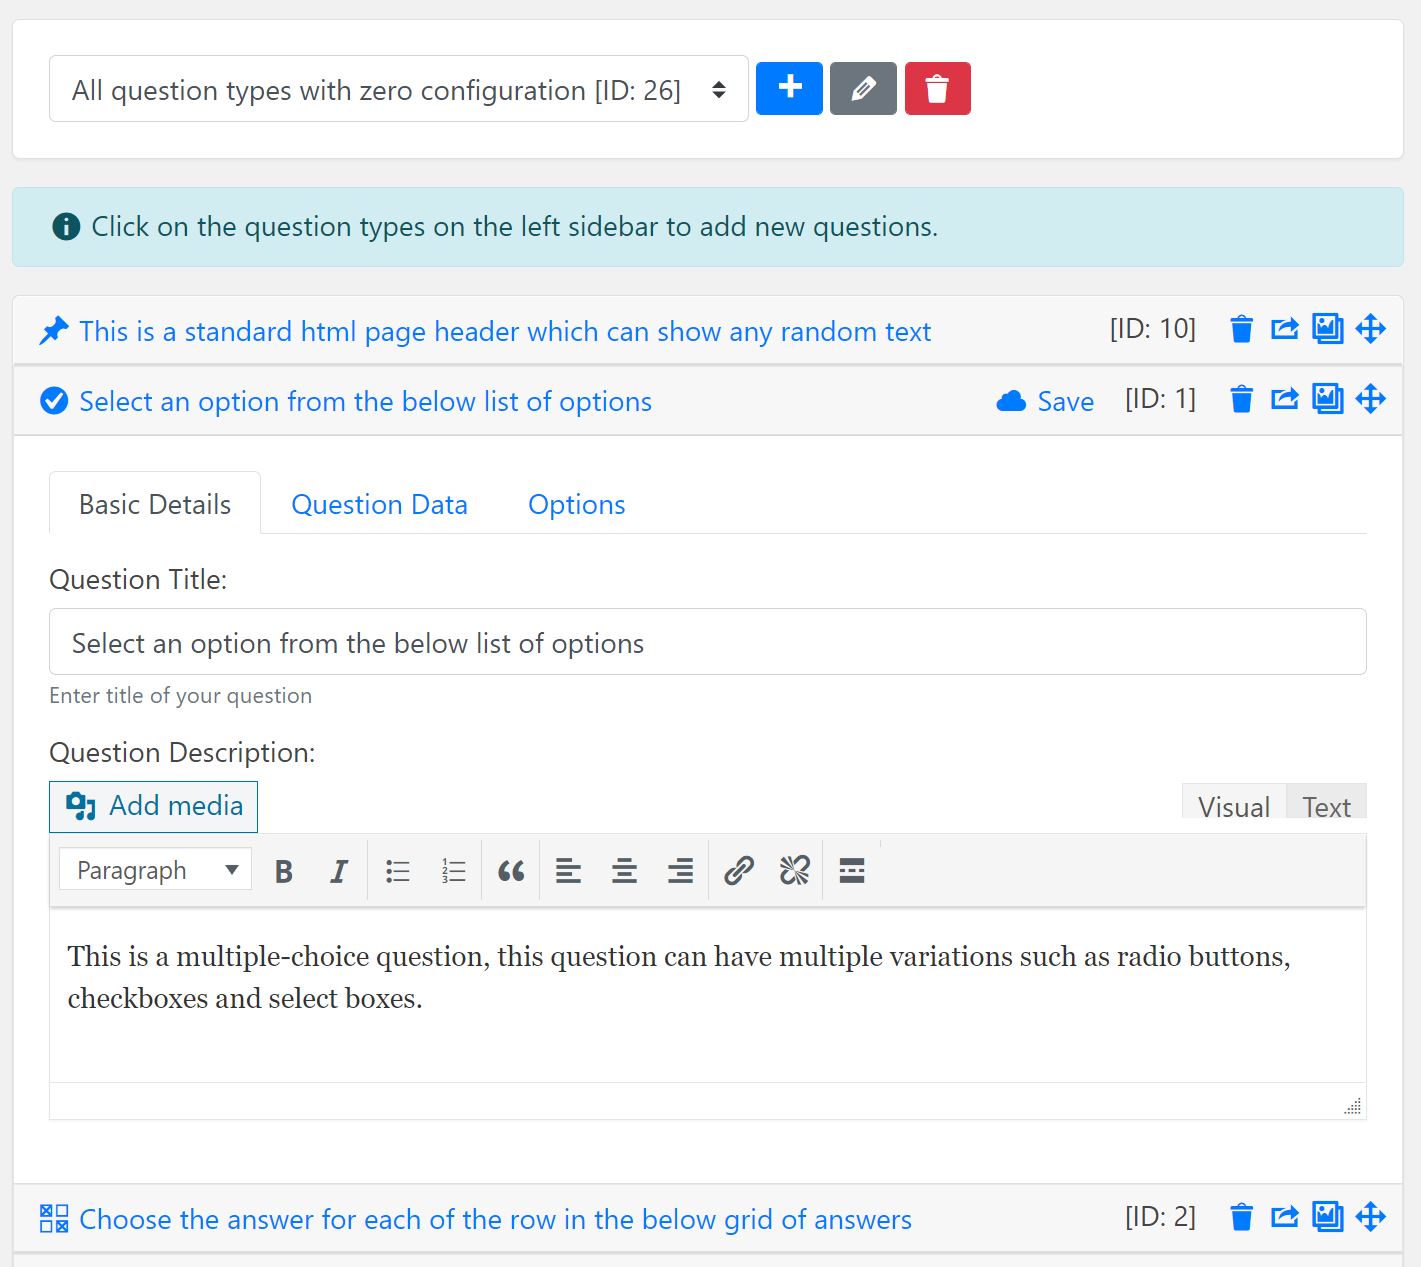 All question types with zero configuration [ID: 26]
Click on the question types on the left sidebar to add new questions.
This is a standard html page header which can show any random text [ID: 10]
Select an option from the below list of options Save [ID: 1]
Basic Details Question Data Options
Question Title:
Select an option from the below list of options
Enter title of your question
Question Description:
Add media Visual Text
Paragraph B I
This is a multiple-choice question, this question can have multiple variations such as radio buttons,
checkboxes and select boxes.
Choose the answer for each of the row in the below grid of answers [ID: 2]